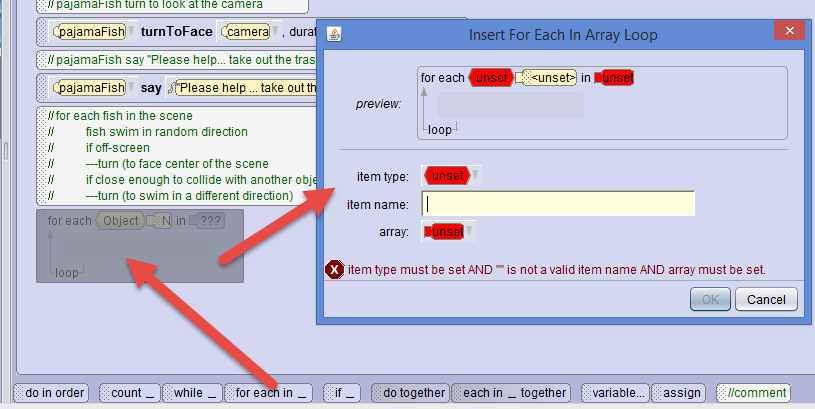 // pajamaFish turn to look at the camera
pajamaFish turnToFace camera , durat
// pajamaFish say "Please help... take out the tras
pajamaFish say "Please help ... take out th
// for each fish in the scene
// fish swim in random direction
// if off-screen
// ---turn (to face center of the scene
// if close enough to collide with another obje
// ---turn (to swim in a different direction)
for each Object N in ???
loop
Insert For Each In Array Loop
preview:
for each unset <unset> in unset
loop
item type: unset
item name:
array: unset
item type must be set AND "" is not a valid item name AND array must be set.
OK Cancel
do in order count _ while _ for each in _ if _ do together each in _ together variable... assign //comment